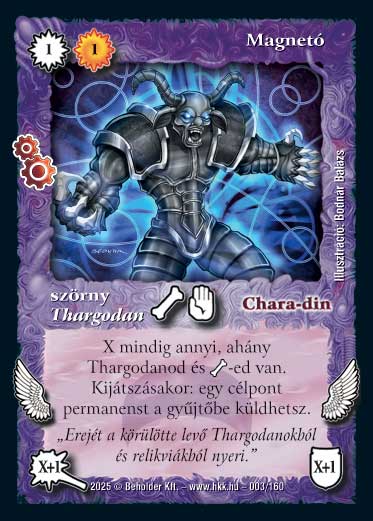 1
1
Magnetó
Illusztráció: Bodnár Balázs
szörny
Thargodan
Chara-din
X mindig annyi, ahány
Thargodanod és -ed van.
Kijátszásakor: egy célpont
permanenst a gyűjtőbe küldhetsz.
„Erejét a körülötte levő Thargodanokból
és relikviákból nyeri.”
X+1
X+1
2025 © Beholder Kft. – www.hkk.hu – 003/160